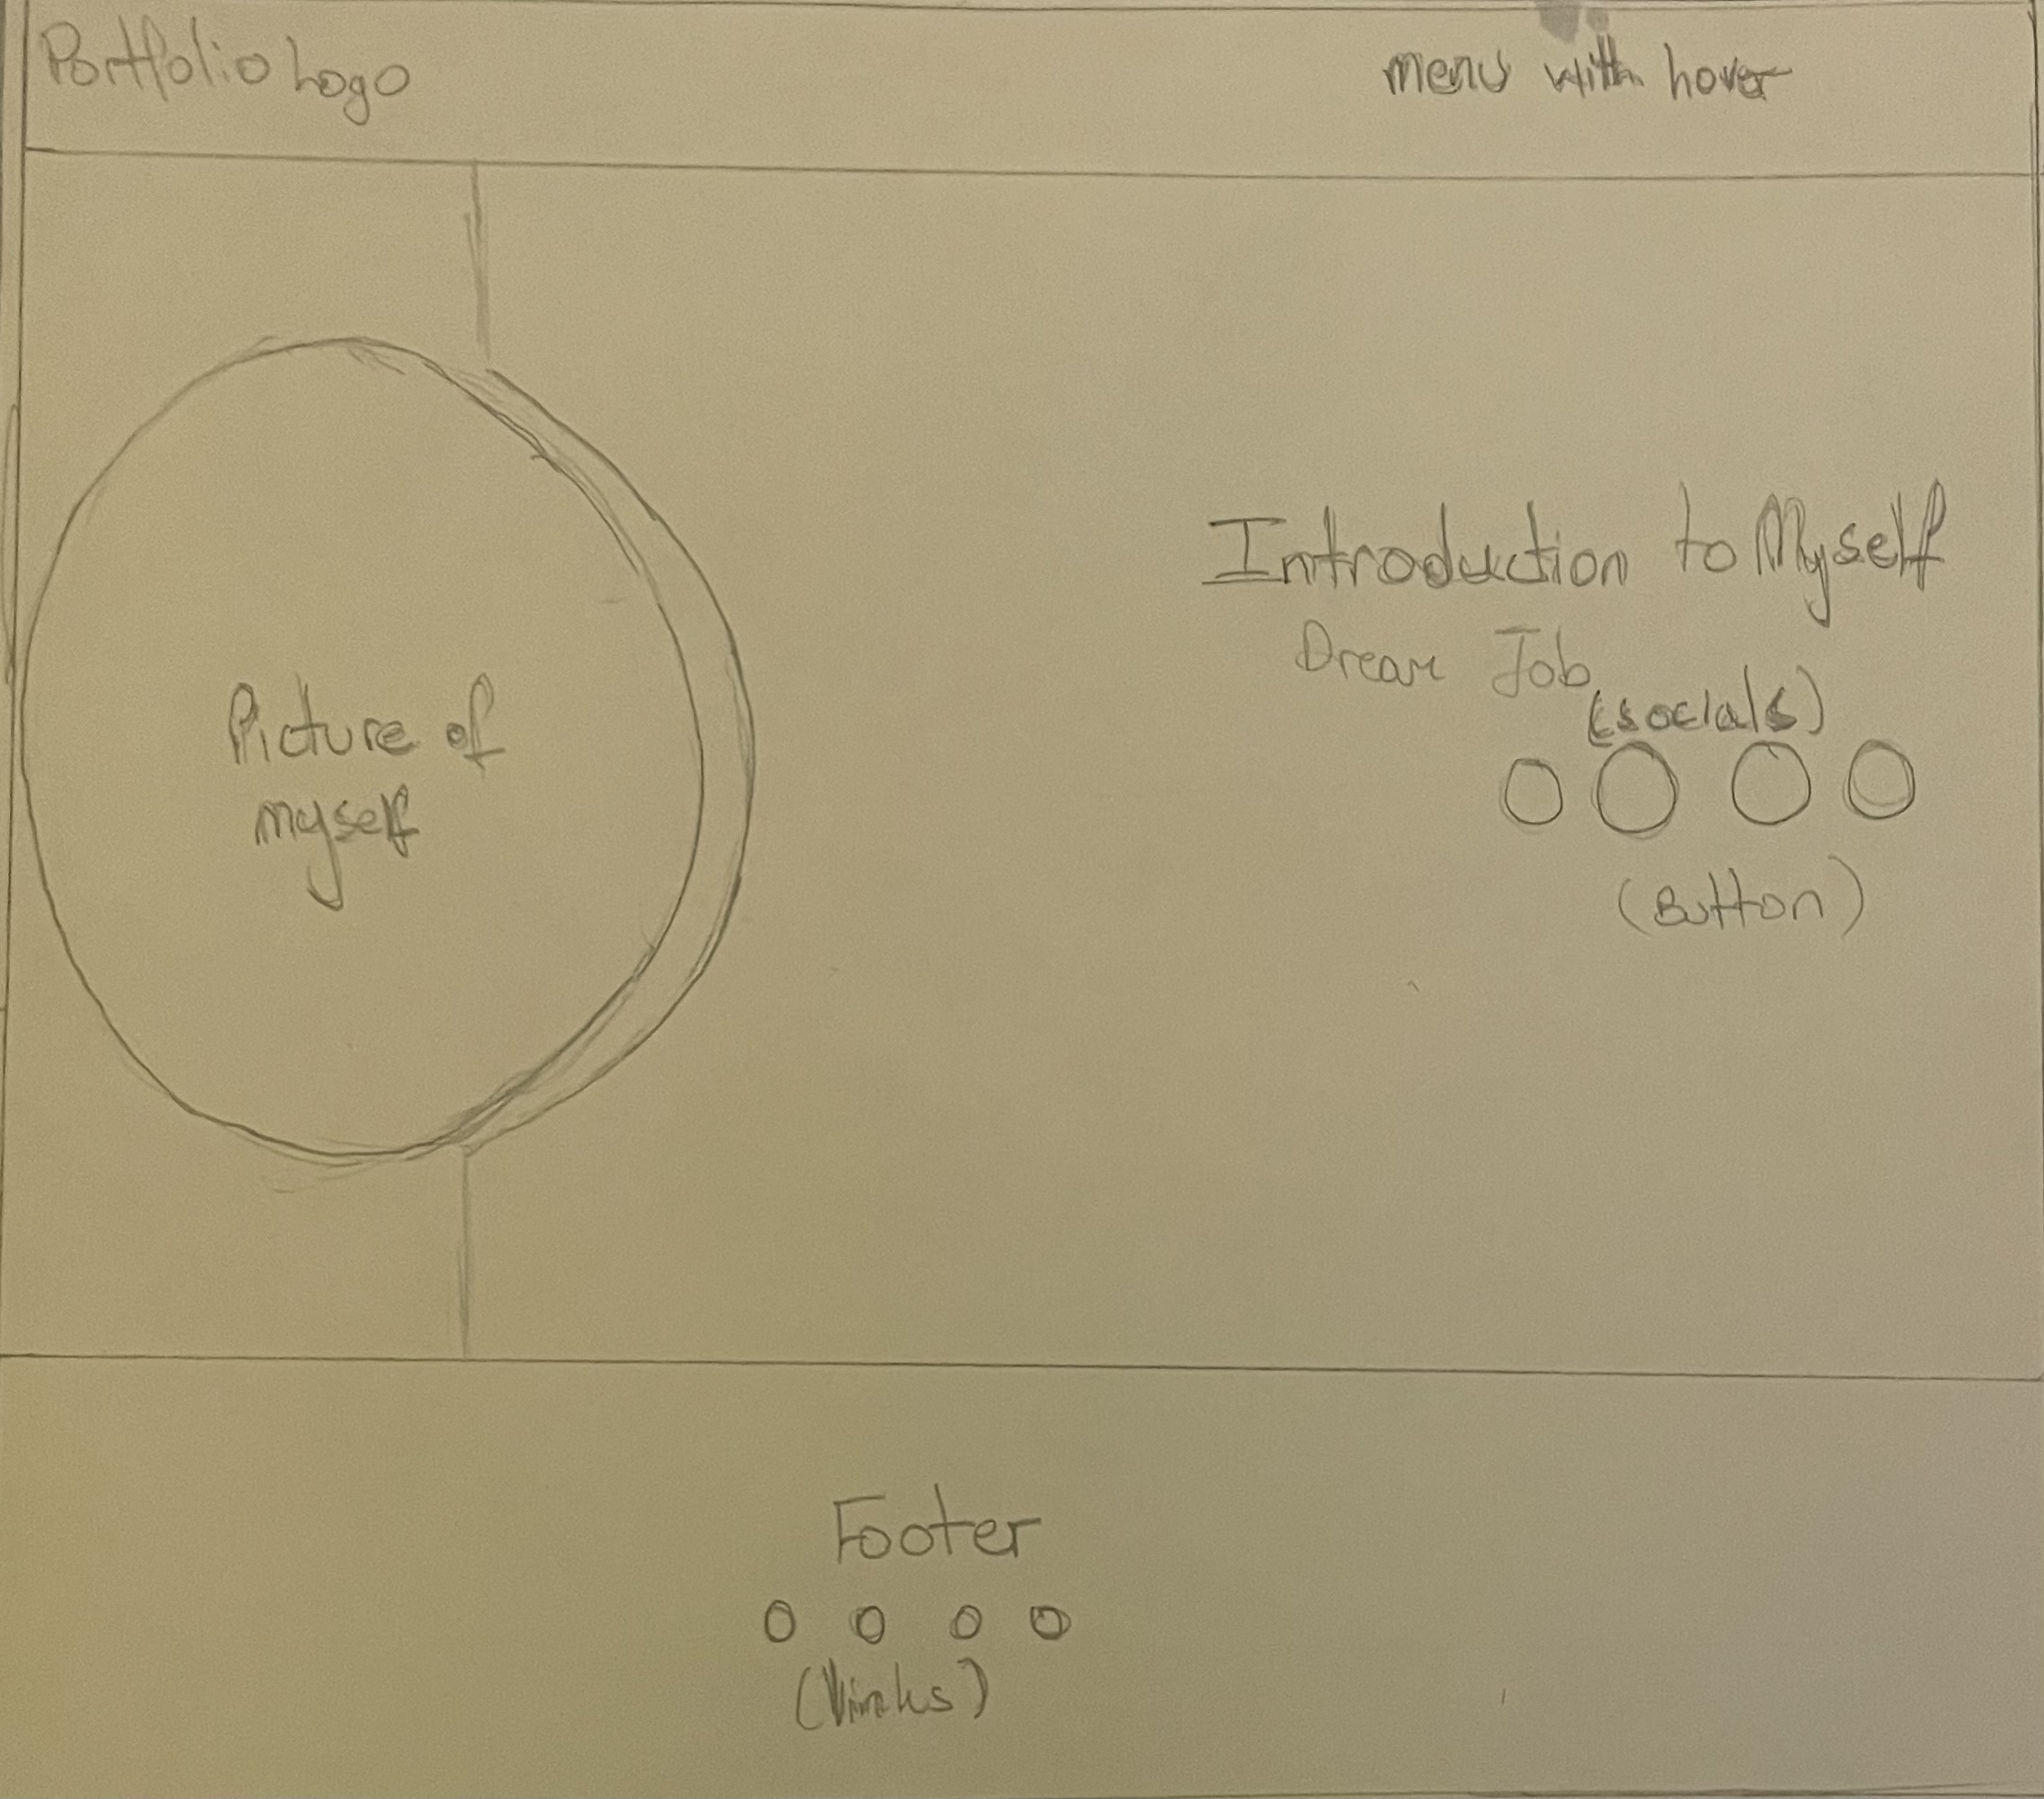 Portfolio Logo
menu with hover
Introduction to Myself
Dream Job
(socials)
Picture of
myself
(Button)
Footer
(links)